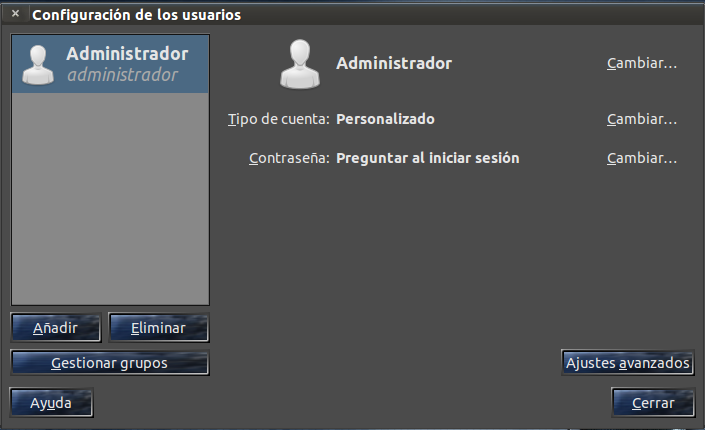 Configuración de los usuarios
Administrador
administrador
Administrador
Cambiar...
Tipo de cuenta: Personalizado
Cambiar...
Contraseña: Preguntar al iniciar sesión
Cambiar...
Añadir
Eliminar
Gestionar grupos
Ajustes avanzados
Ayuda
Cerrar